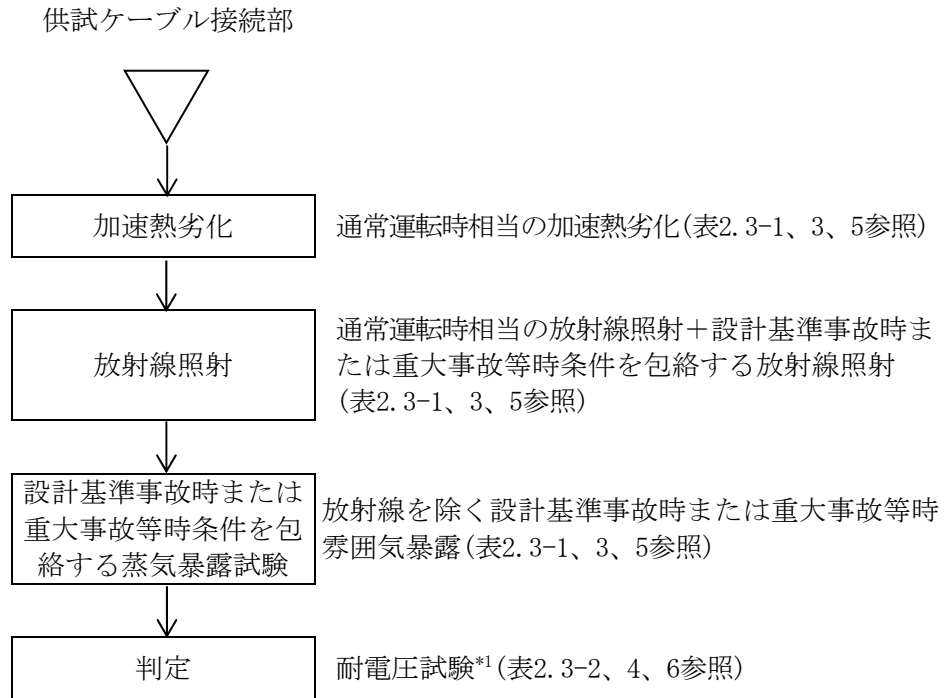 供試ケーブル接続部
加速熱劣化
通常運転時相当の加速熱劣化(表2.3-1、3、5参照)
放射線照射
通常運転時相当の放射線照射＋設計基準事故時ま
たは重大事故等時条件を包絡する放射線照射
(表2.3-1、3、5参照)
設計基準事故時または
重大事故等時条件を包
絡する蒸気暴露試験
放射線を除く設計基準事故時または重大事故等時
雰囲気暴露(表2.3-1、3、5参照)
判定
耐電圧試験*1(表2.3-2、4、6参照)